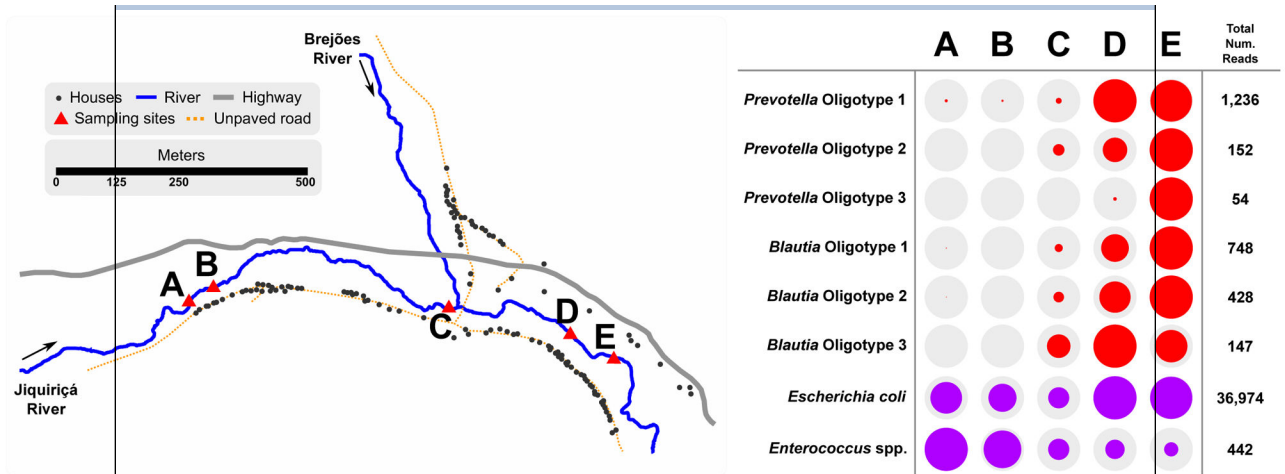 Brejões
River
Houses River Highway
Sampling sites Unpaved road
Meters
0 125 250 500
A
B
C
D
E
Jiquiriçá
River
A B C D E Total
Num.
Reads
Prevotella Oligotype 1 1,236
Prevotella Oligotype 2 152
Prevotella Oligotype 3 54
Blautia Oligotype 1 748
Blautia Oligotype 2 428
Blautia Oligotype 3 147
Escherichia coli 36,974
Enterococcus spp. 442